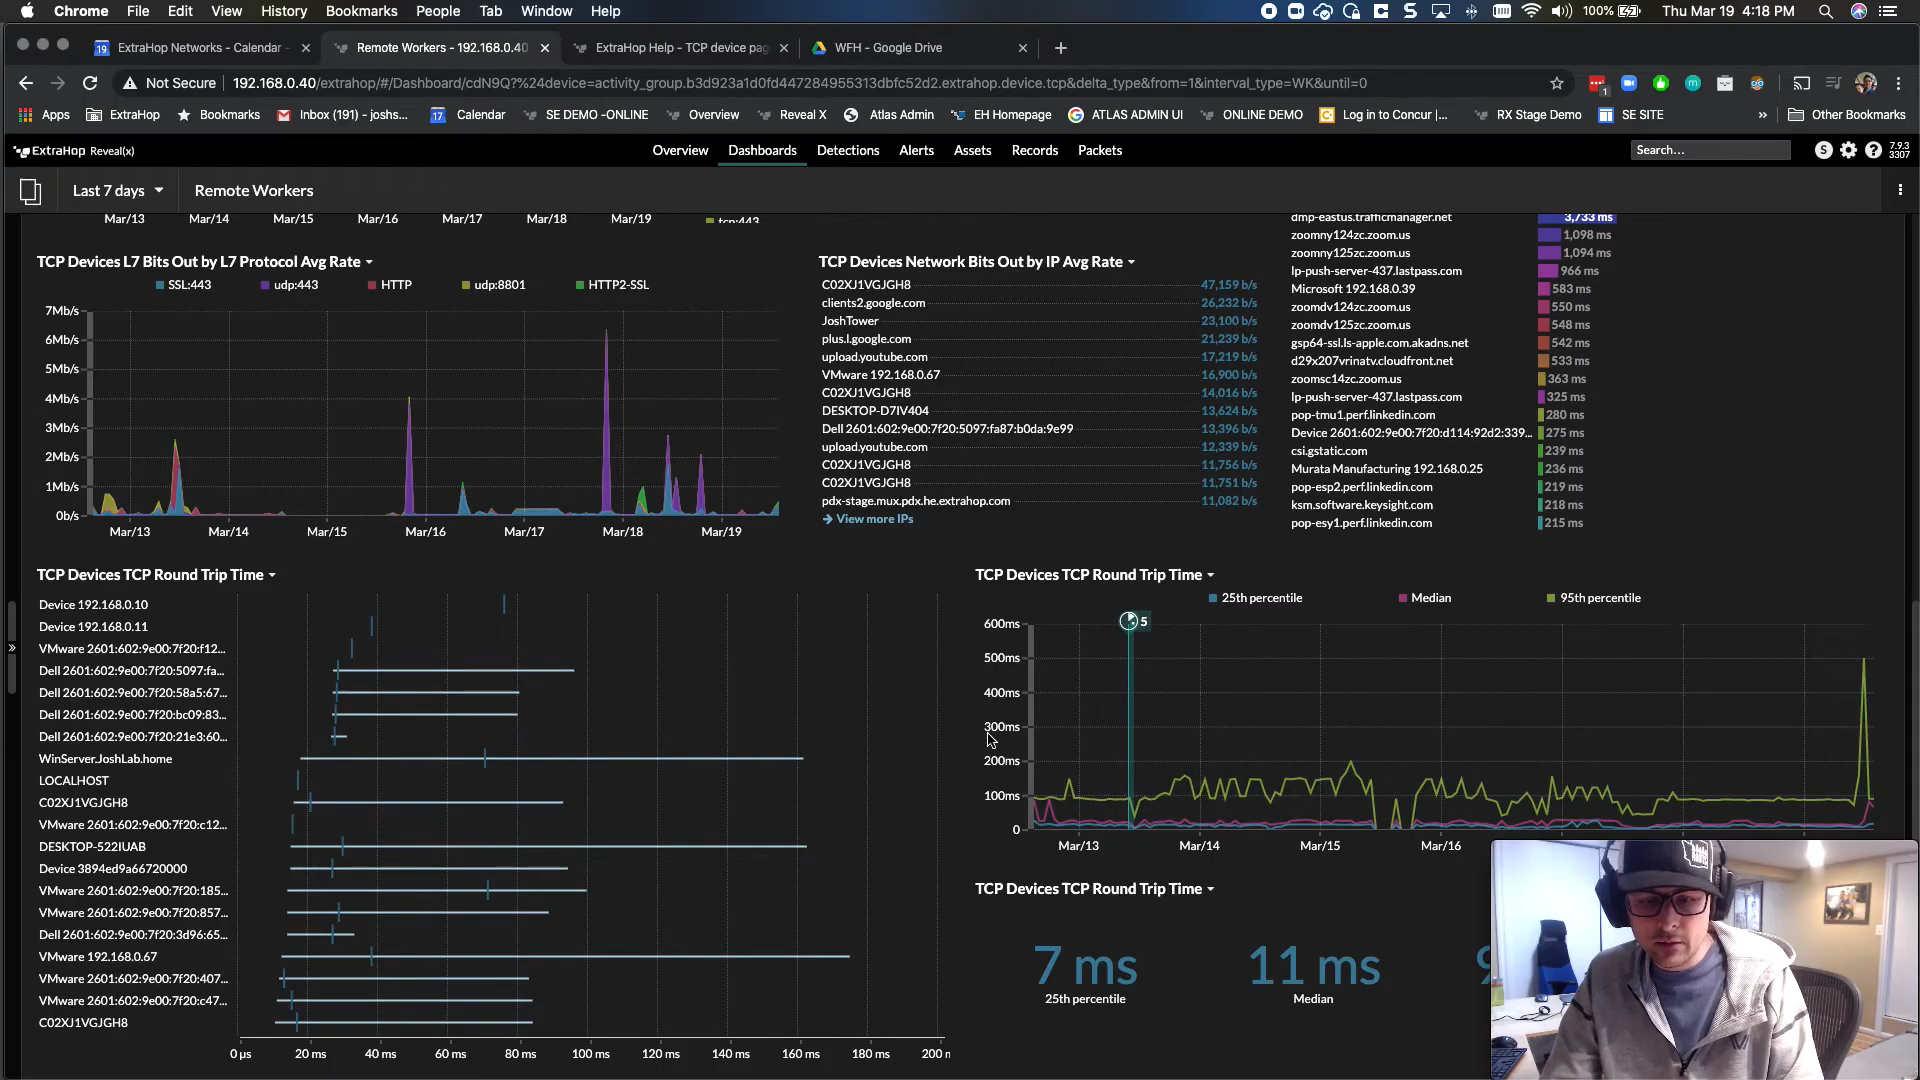 Chrome File Edit View History Bookmarks People Tab Window Help 100% Thu Mar 19 4:18 PM
19 ExtraHop Networks - Calendar Remote Workers - 192.168.0.40 ExtraHop Help - TCP device pag WFH - Google Drive
Not Secure 192.168.0.40/extrahop/#/Dashboard/cdN9Q?%24device=activity_group.b3d923a1d0fd447284955313dbfc52d2.extrahop.device.tcp&delta_type&from=1&interval_type=WK&until=0
Apps ExtraHop Bookmarks Inbox (191) - joshs... 17 Calendar SE DEMO -ONLINE Overview Reveal X Atlas Admin EH Homepage ATLAS ADMIN UI ONLINE DEMO Log in to Concur |... RX Stage Demo SE SITE » Other Bookmarks
ExtraHop Reveal(x) Overview Dashboards Detections Alerts Assets Records Packets Search... S 7.9.3
3307
Last 7 days Remote Workers
Mar/13 Mar/14 Mar/15 Mar/16 Mar/17 Mar/18 Mar/19 tcp:443
TCP Devices L7 Bits Out by L7 Protocol Avg Rate
SSL:443 udp:443 HTTP udp:8801 HTTP2-SSL
7Mb/s
6Mb/s
5Mb/s
4Mb/s
3Mb/s
2Mb/s
1Mb/s
0b/s
Mar/13 Mar/14 Mar/15 Mar/16 Mar/17 Mar/18 Mar/19
TCP Devices Network Bits Out by IP Avg Rate
C02XJ1VGJGH8 47,159 b/s
clients2.google.com 26,232 b/s
JoshTower 23,100 b/s
plus.l.google.com 21,239 b/s
upload.youtube.com 17,219 b/s
VMware 192.168.0.67 16,900 b/s
C02XJ1VGJGH8 14,016 b/s
DESKTOP-D7IV404 13,624 b/s
Dell 2601:602:9e00:7f20:5097:fa87:b0da:9e99 13,396 b/s
upload.youtube.com 12,339 b/s
C02XJ1VGJGH8 11,756 b/s
C02XJ1VGJGH8 11,751 b/s
pdx-stage.mux.pdx.he.extrahop.com 11,082 b/s
View more IPs
dmp-eastus.trafficmanager.net 3,733 ms
zoomny124zc.zoom.us 1,098 ms
zoomny125zc.zoom.us 1,094 ms
lp-push-server-437.lastpass.com 966 ms
Microsoft 192.168.0.39 583 ms
zoomdv124zc.zoom.us 550 ms
zoomdv125zc.zoom.us 548 ms
gsp64-ssl.ls-apple.com.akadns.net 542 ms
d29x207vrinatv.cloudfront.net 533 ms
zoomsc14zc.zoom.us 363 ms
lp-push-server-437.lastpass.com 325 ms
pop-tmu1.perf.linkedin.com 280 ms
Device 2601:602:9e00:7f20:d114:92d2:339... 275 ms
csi.gstatic.com 239 ms
Murata Manufacturing 192.168.0.25 236 ms
pop-esp2.perf.linkedin.com 219 ms
ksm.software.keysight.com 218 ms
pop-esy1.perf.linkedin.com 215 ms
TCP Devices TCP Round Trip Time
Device 192.168.0.10
Device 192.168.0.11
VMware 2601:602:9e00:7f20:f12...
Dell 2601:602:9e00:7f20:5097:fa...
Dell 2601:602:9e00:7f20:58a5:67...
Dell 2601:602:9e00:7f20:bc09:83...
Dell 2601:602:9e00:7f20:21e3:60...
WinServer.JoshLab.home
LOCALHOST
C02XJ1VGJGH8
VMware 2601:602:9e00:7f20:c12...
DESKTOP-522IUAB
Device 3894ed9a66720000
VMware 2601:602:9e00:7f20:185...
VMware 2601:602:9e00:7f20:857...
Dell 2601:602:9e00:7f20:3d96:65...
VMware 192.168.0.67
VMware 2601:602:9e00:7f20:407...
VMware 2601:602:9e00:7f20:c47...
C02XJ1VGJGH8
0 µs 20 ms 40 ms 60 ms 80 ms 100 ms 120 ms 140 ms 160 ms 180 ms 200 n
TCP Devices TCP Round Trip Time
25th percentile Median 95th percentile
5
600ms
500ms
400ms
300ms
200ms
100ms
0
Mar/13 Mar/14 Mar/15 Mar/16
TCP Devices TCP Round Trip Time
7 ms 11 ms
25th percentile Median